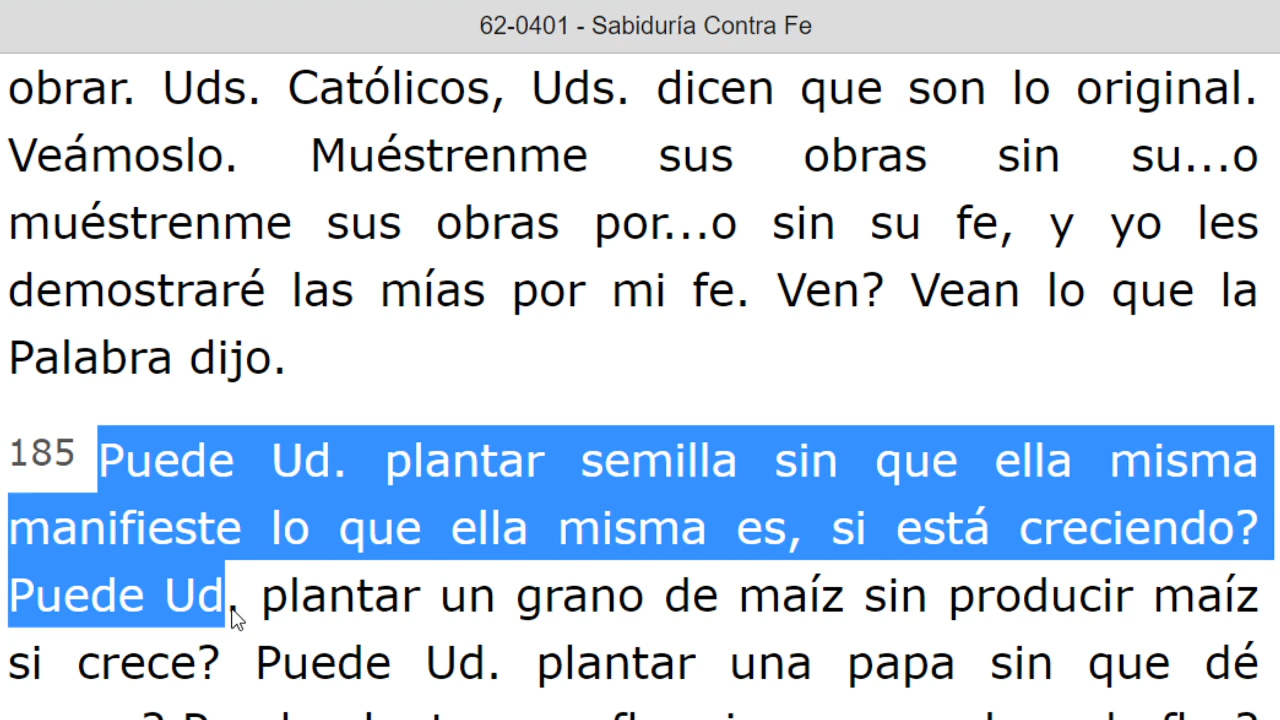 62-0401 - Sabiduría Contra Fe
obrar. Uds. Católicos, Uds. dicen que son lo original.
Veámoslo. Muéstrenme sus obras sin su...o
muéstrenme sus obras por...o sin su fe, y yo les
demostraré las mías por mi fe. Ven? Vean lo que la
Palabra dijo.
185 Puede Ud. plantar semilla sin que ella misma
manifieste lo que ella misma es, si está creciendo?
Puede Ud. plantar un grano de maíz sin producir maíz
si crece? Puede Ud. plantar una papa sin que dé